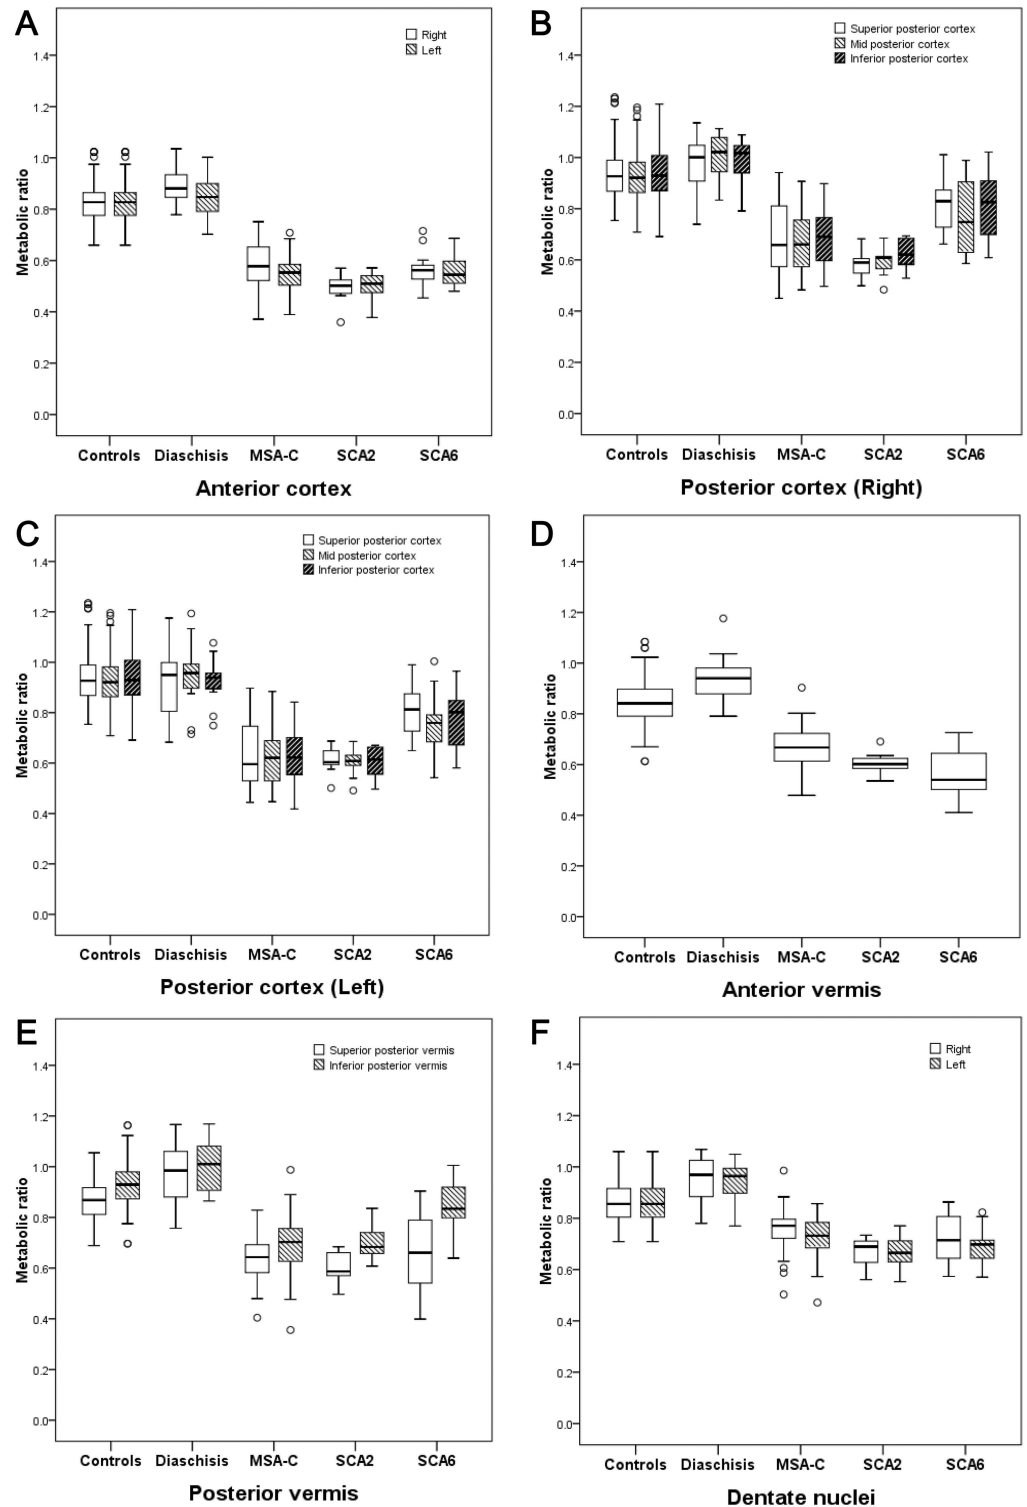 A
Right
Left
Metabolic ratio
1.4
1.2
1.0
0.8
0.6
0.4
0.2
0.0
Controls Diaschisis MSA-C SCA2 SCA6
Anterior cortex
B
Superior posterior cortex
Mid posterior cortex
Inferior posterior cortex
Metabolic ratio
1.4
1.2
1.0
0.8
0.6
0.4
0.2
0.0
Controls Diaschisis MSA-C SCA2 SCA6
Posterior cortex (Right)
C
Superior posterior cortex
Mid posterior cortex
Inferior posterior cortex
Metabolic ratio
1.4
1.2
1.0
0.8
0.6
0.4
0.2
0.0
Controls Diaschisis MSA-C SCA2 SCA6
Posterior cortex (Left)
D
Metabolic ratio
1.4
1.2
1.0
0.8
0.6
0.4
0.2
0.0
Controls Diaschisis MSA-C SCA2 SCA6
Anterior vermis
E
Superior posterior vermis
Inferior posterior vermis
Metabolic ratio
1.4
1.2
1.0
0.8
0.6
0.4
0.2
0.0
Controls Diaschisis MSA-C SCA2 SCA6
Posterior vermis
F
Right
Left
Metabolic ratio
1.4
1.2
1.0
0.8
0.6
0.4
0.2
0.0
Controls Diaschisis MSA-C SCA2 SCA6
Dentate nuclei